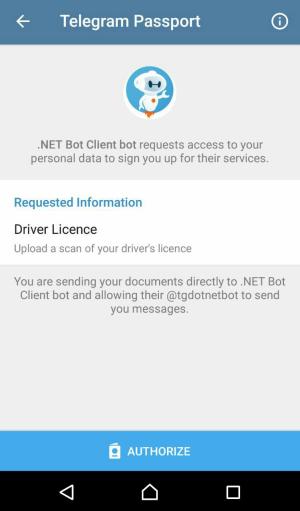 Telegram Passport
.NET Bot Client bot requests access to your
personal data to sign you up for their services.
Requested Information
Driver Licence
Upload a scan of your driver's licence
You are sending your documents directly to .NET Bot
Client bot and allowing their @tgdotnetbot to send
you messages.
AUTHORIZE